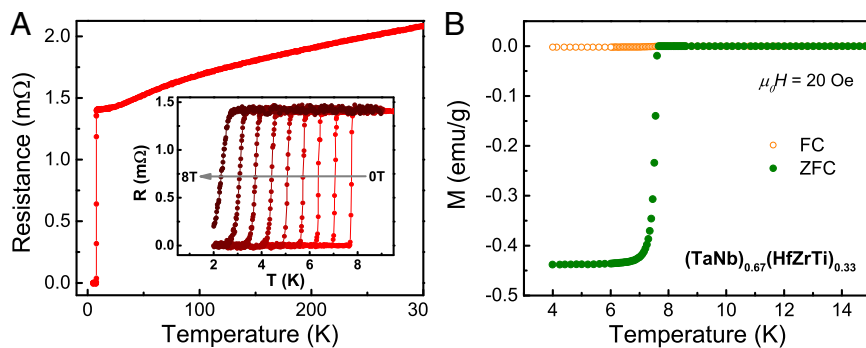 A
Resistance (mΩ)
2.0
1.5
1.0
0.5
0.0
0
100
200
300
Temperature (K)
R (mΩ)
1.5
1.0
0.5
0.0
8T
0T
2
4
6
8
T (K)
B
M (emu/g)
0.0
-0.1
-0.2
-0.3
-0.4
-0.5
μ₀H = 20 Oe
FC
ZFC
(TaNb)₀.₆₇(HfZrTi)₀.₃₃
4
6
8
10
12
14
Temperature (K)